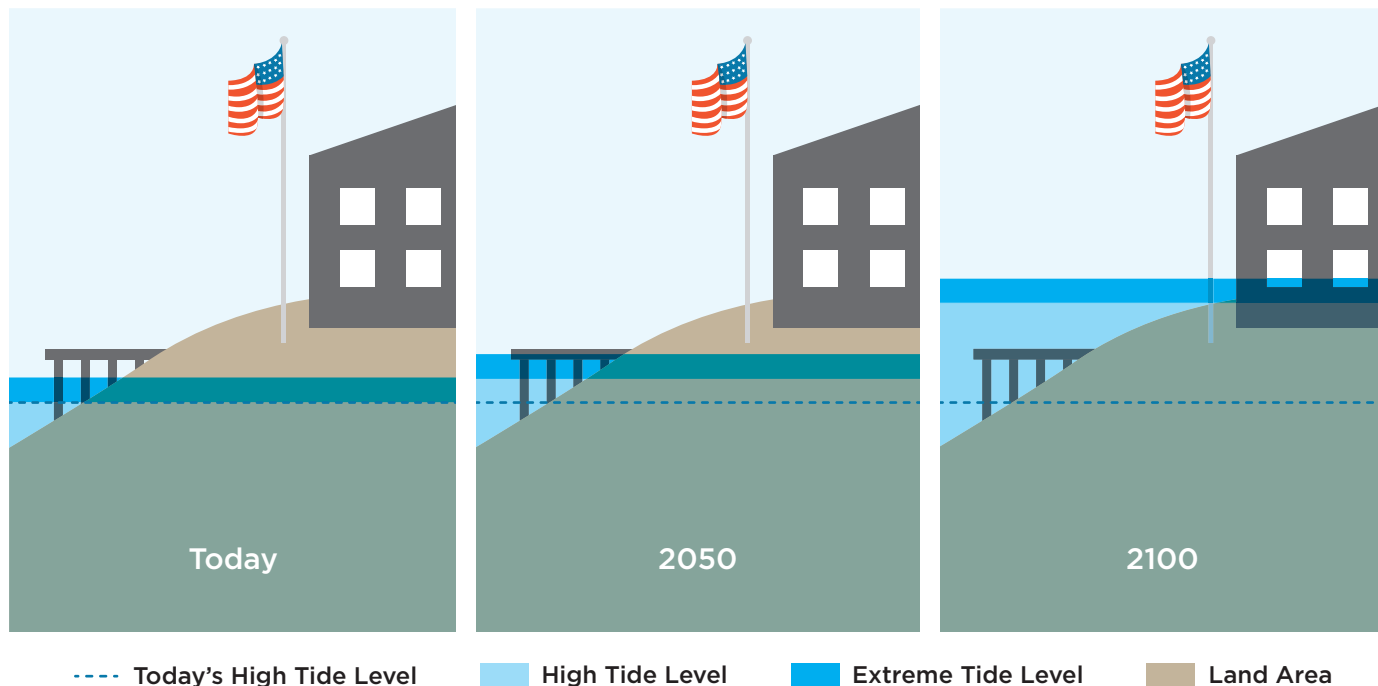 Today
2050
2100
Today's High Tide Level
High Tide Level
Extreme Tide Level
Land Area